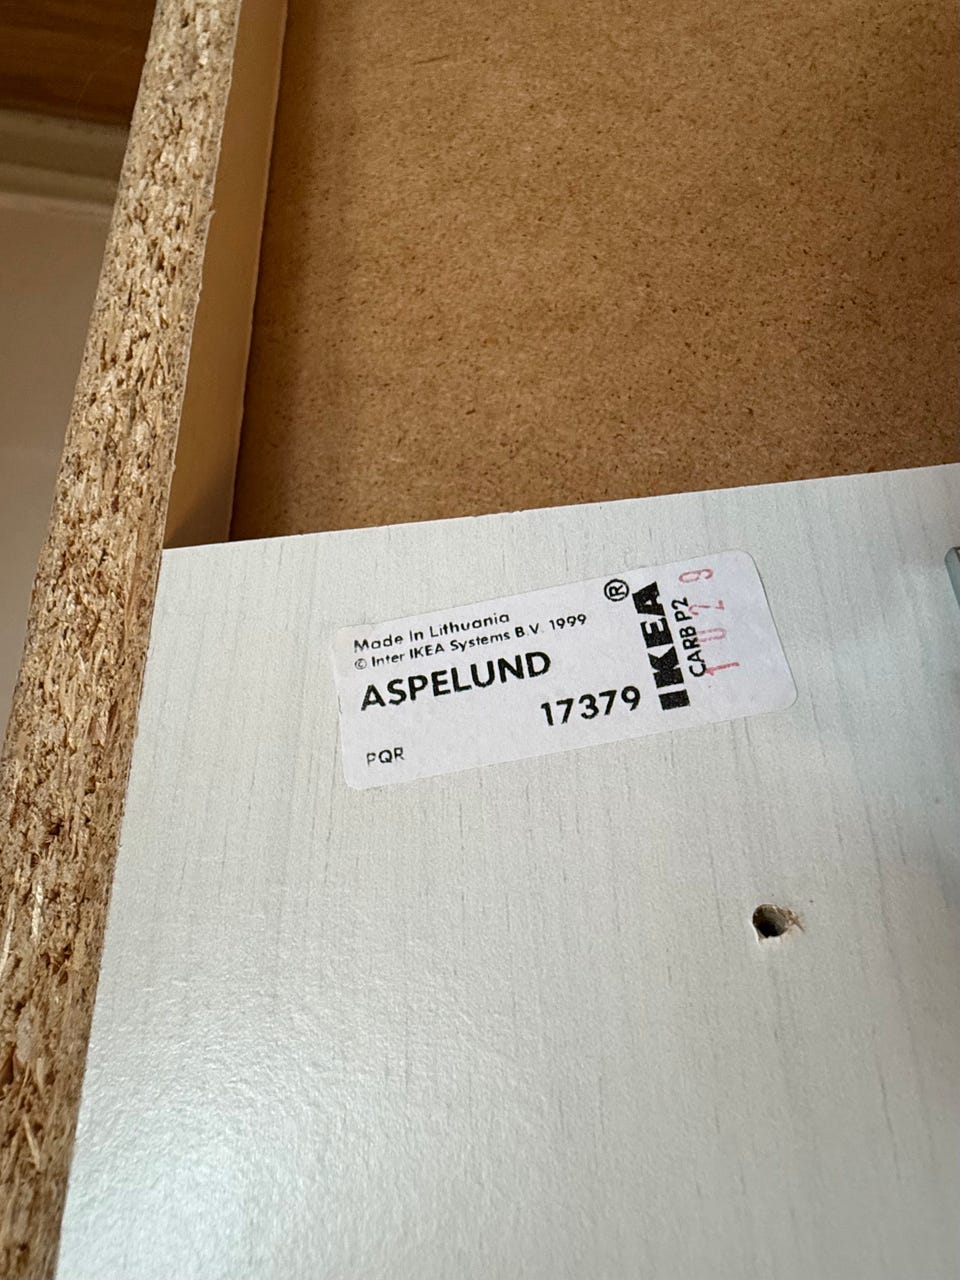 Made In Lithuania
© Inter IKEA Systems B.V. 1999
ASPELUND
17379
PQR
IKEA®
CARB P2
1029